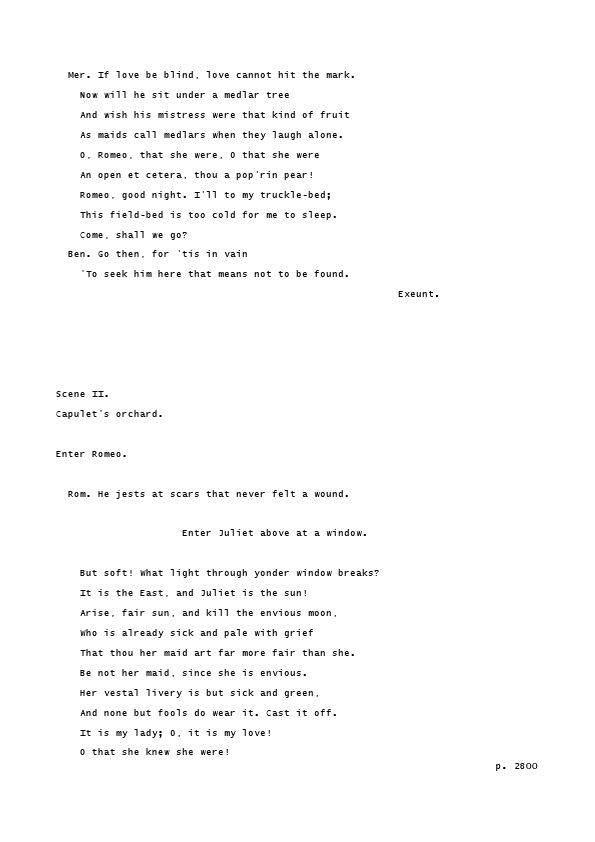 Mer. If love be blind, love cannot hit the mark.
Now will he sit under a medlar tree
And wish his mistress were that kind of fruit
As maids call medlars when they laugh alone.
O, Romeo, that she were, O that she were
An open et cetera, thou a pop'rin pear!
Romeo, good night. I'll to my truckle-bed;
This field-bed is too cold for me to sleep.
Come, shall we go?
Ben. Go then, for 'tis in vain
'To seek him here that means not to be found.
Exeunt.
Scene II.
Capulet's orchard.
Enter Romeo.
Rom. He jests at scars that never felt a wound.
Enter Juliet above at a window.
But soft! What light through yonder window breaks?
It is the East, and Juliet is the sun!
Arise, fair sun, and kill the envious moon,
Who is already sick and pale with grief
That thou her maid art far more fair than she.
Be not her maid, since she is envious.
Her vestal livery is but sick and green,
And none but fools do wear it. Cast it off.
It is my lady; O, it is my love!
O that she knew she were!
p. 2800